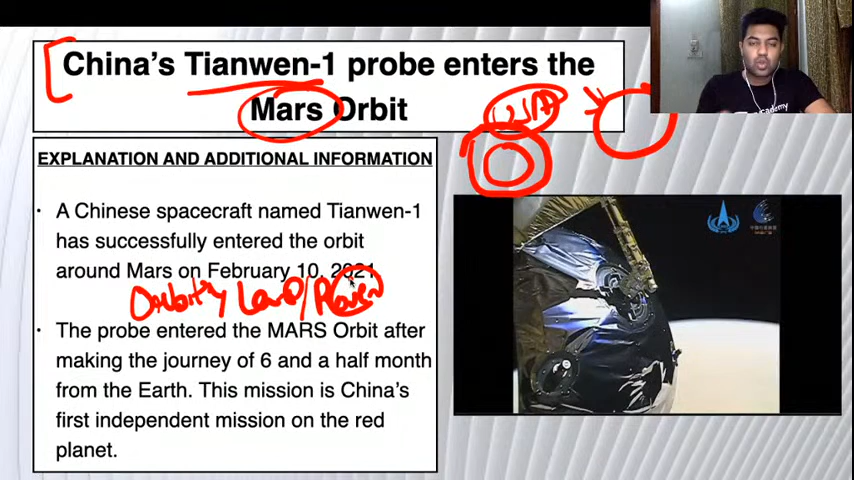 China's Tianwen-1 probe enters the
Mars Orbit
EXPLANATION AND ADDITIONAL INFORMATION
· A Chinese spacecraft named Tianwen-1
has successfully entered the orbit
around Mars on February 10, 2021
· The probe entered the MARS Orbit after
making the journey of 6 and a half month
from the Earth. This mission is China's
first independent mission on the red
planet.